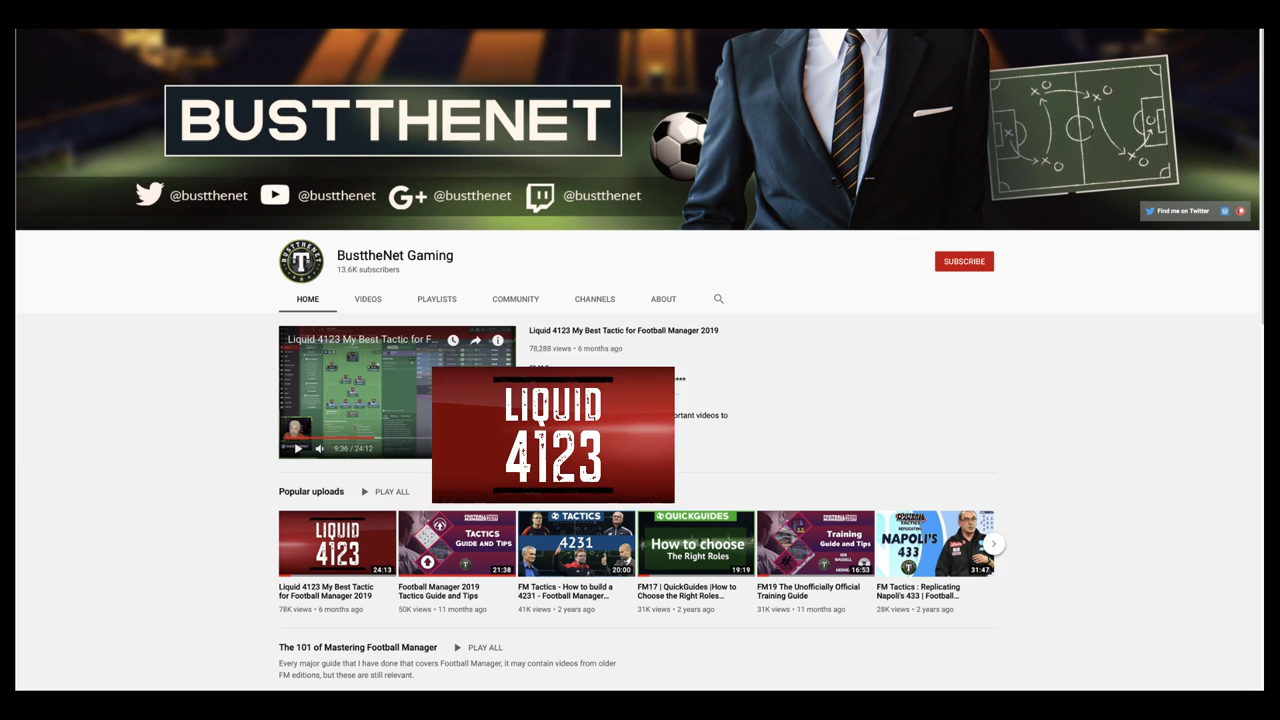 BUSTTHENET
@bustthenet @bustthenet G+ @bustthenet @bustthenet
Find me on Twitter
BUSTTHENET
BusttheNet Gaming
13.6K subscribers
SUBSCRIBE
HOME VIDEOS PLAYLISTS COMMUNITY CHANNELS ABOUT
Liquid 4123 My Best Tactic for F...
9:36 / 24:12
Liquid 4123 My Best Tactic for Football Manager 2019
78,288 views • 6 months ago
***
ortant videos to
LIQUID
4123
Popular uploads PLAY ALL
LIQUID
4123
24:13
TACTICS
GUIDE AND TIPS
21:38
TACTICS
4231
20:00
QUICKGUIDES
How to choose
The Right Roles
19:19
Training
Guide and Tips
16:53
TACTICS
REPLICATING
NAPOLI'S
433
31:47
Liquid 4123 My Best Tactic
for Football Manager 2019
78K views • 6 months ago
Football Manager 2019
Tactics Guide and Tips
50K views • 11 months ago
FM Tactics - How to build a
4231 - Football Manager...
41K views • 2 years ago
FM17 | QuickGuides |How to
Choose the Right Roles...
31K views • 2 years ago
FM19 The Unofficially Official
Training Guide
31K views • 11 months ago
FM Tactics : Replicating
Napoli's 433 | Football...
28K views • 2 years ago
The 101 of Mastering Football Manager PLAY ALL
Every major guide that I have done that covers Football Manager, it may contain videos from older
FM editions, but these are still relevant.